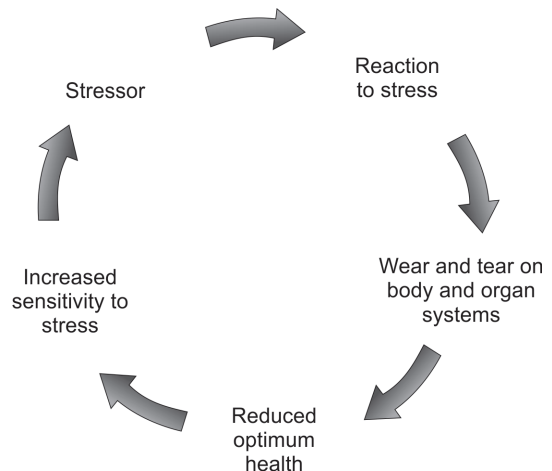 Stressor
Reaction
to stress
Wear and tear on
body and organ
systems
Reduced
optimum
health
Increased
sensitivity to
stress